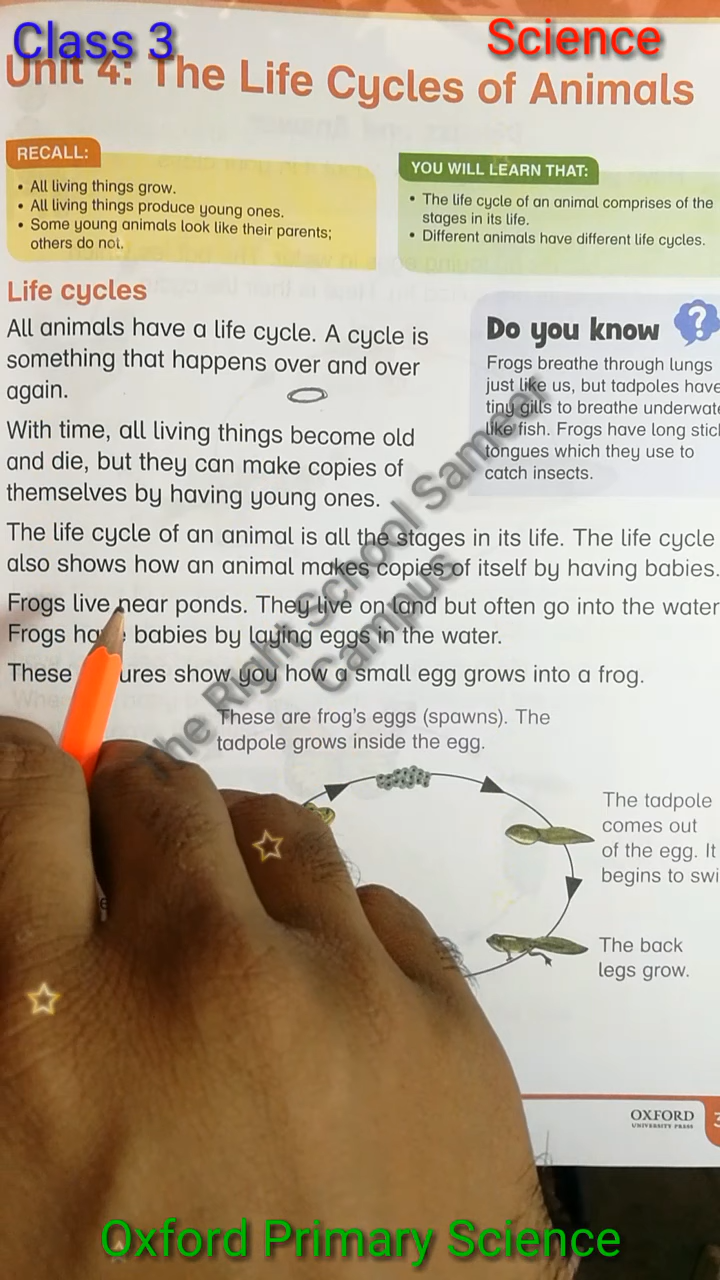 Class 3
Science
Unit 4: The Life Cycles of Animals
RECALL:
• All living things grow.
• All living things produce young ones.
• Some young animals look like their parents;
others do not.
YOU WILL LEARN THAT:
• The life cycle of an animal comprises of the
stages in its life.
• Different animals have different life cycles.
Life cycles
All animals have a life cycle. A cycle is
something that happens over and over
again.
With time, all living things become old
and die, but they can make copies of
themselves by having young ones.
Do you know
?
Frogs breathe through lungs
just like us, but tadpoles have
tiny gills to breathe
like fish. Frogs have long
tongues which they use to
catch insects.
The life cycle of an animal is all the stages in its life. The life cycle
also shows how an animal makes copies of itself by having babies.
Frogs live near ponds. They live on land but often go into the water
Frogs babies by laying eggs in the water.
These show you how a small egg grows into a frog.
The Right School Sameer
Campus
These are frog's eggs (spawns). The
tadpole grows inside the egg.
The tadpole
comes out
of the egg. It
begins to
The back
legs grow.
OXFORD
UNIVERSITY PRESS
Oxford Primary Science